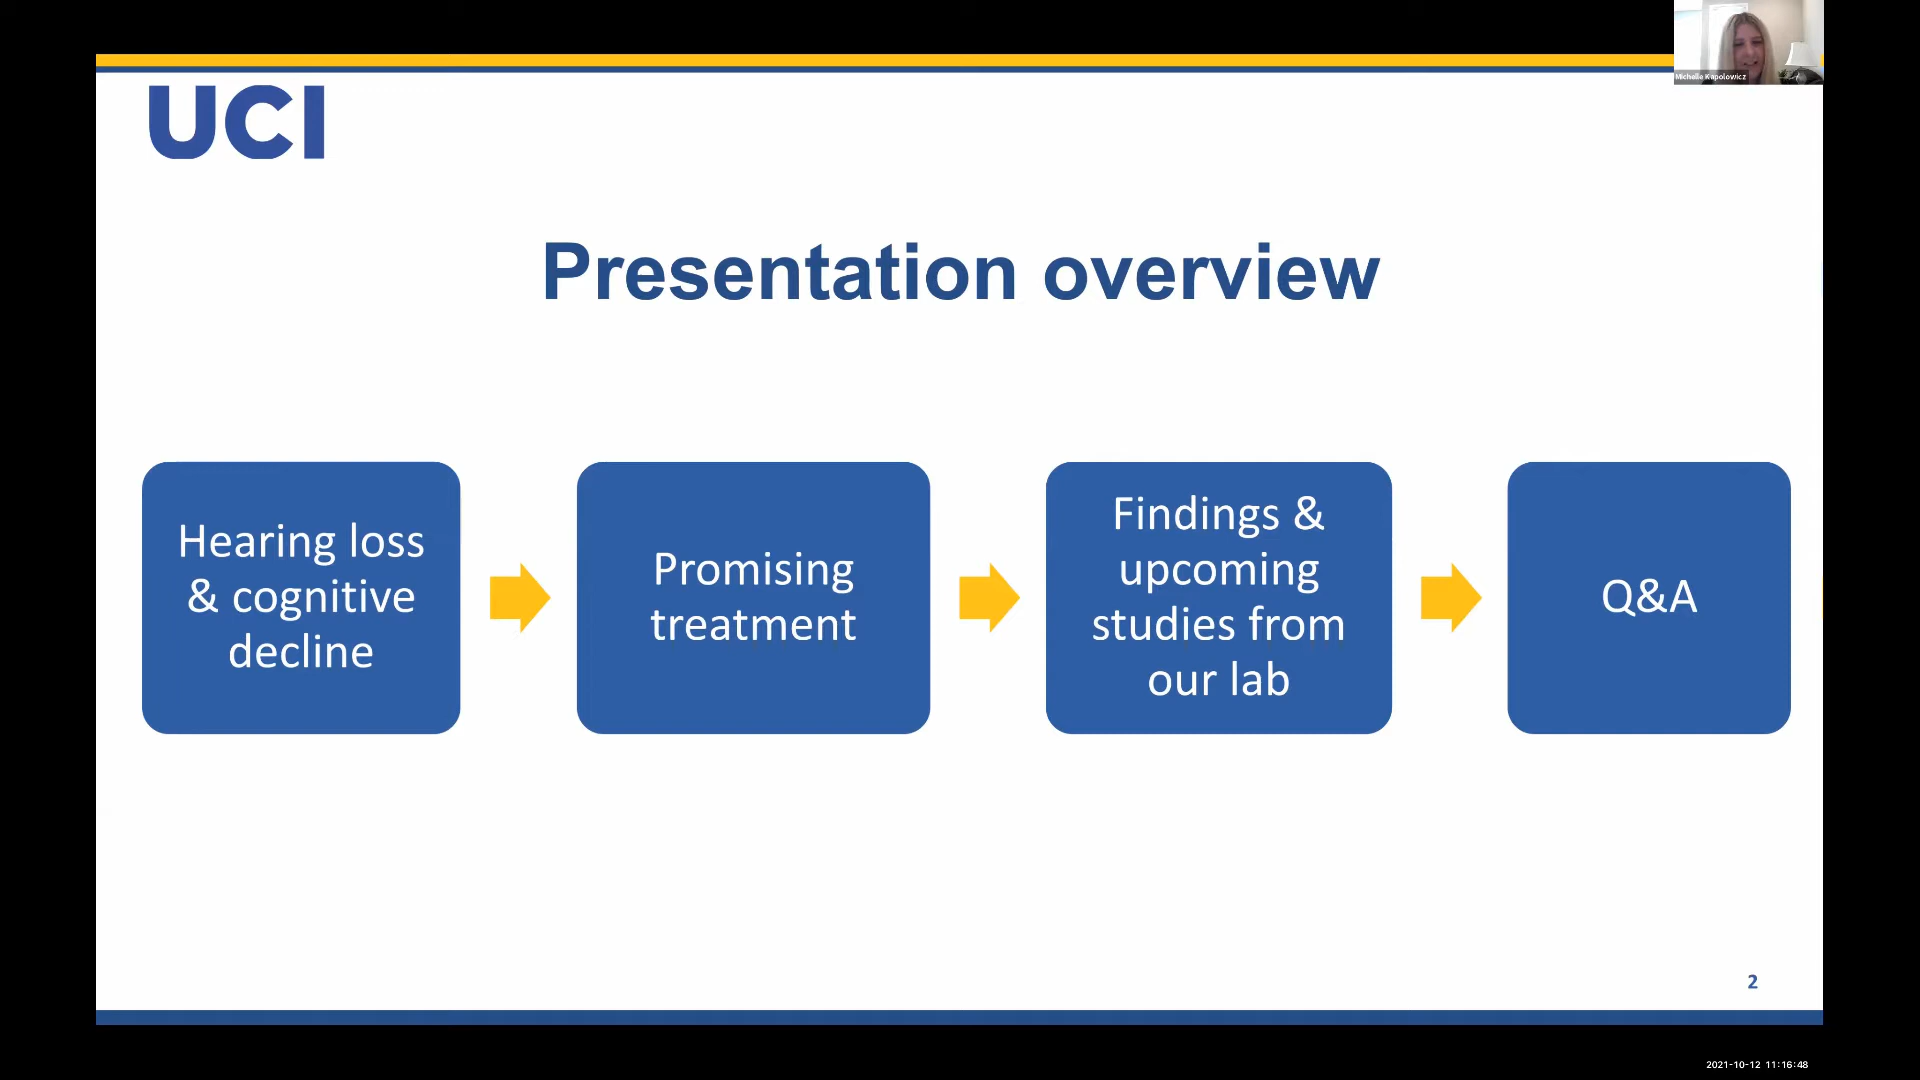 Michelle Kapolowicz
UCI
Presentation overview
Hearing loss
& cognitive
decline
Promising
treatment
Findings &
upcoming
studies from
our lab
Q&A
2
2021-10-12 11:16:48